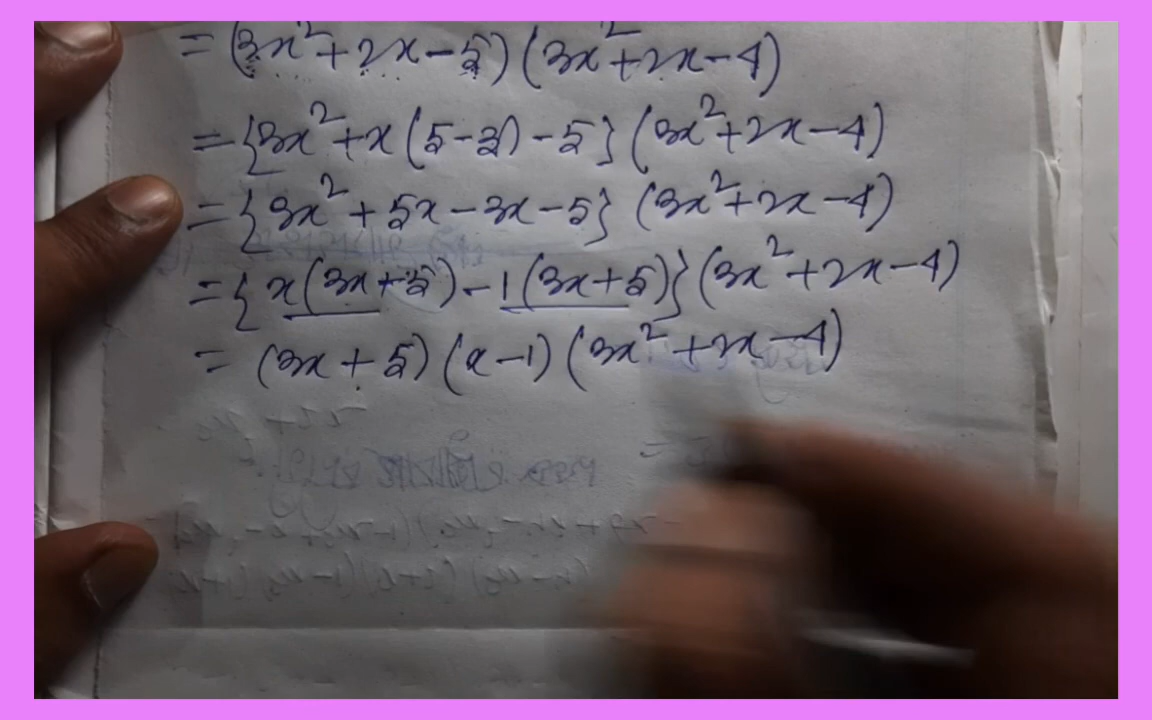 = (3x²+2x-5)(3x²+2x-4)
= {3x²+x(5-3)-5}(3x²+2x-4)
= {3x²+5x-3x-5}(3x²+2x-4)
= {x(3x+5)-1(3x+5)}(3x²+2x-4)
= (3x+5)(x-1)(3x²+2x-4)